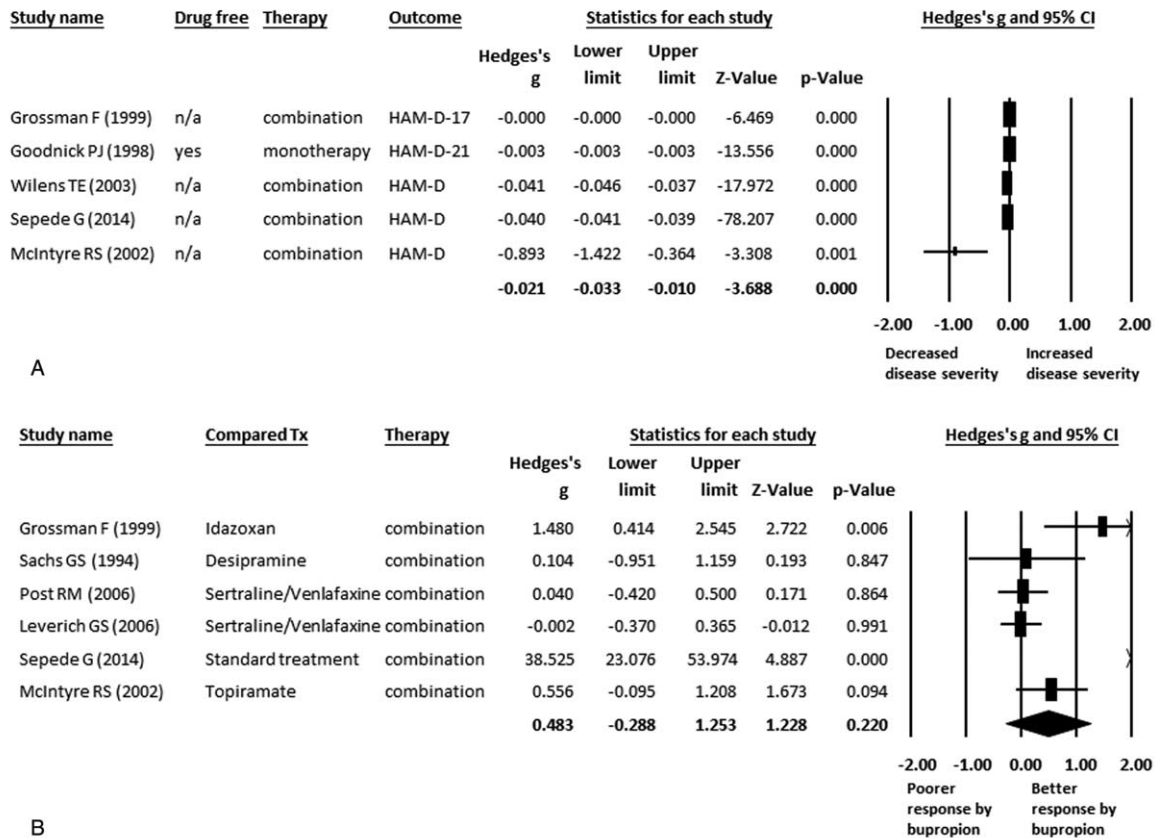 Study name Drug free Therapy Outcome Statistics for each study Hedges's g and 95% CI
Hedges's g Lower limit Upper limit Z-Value p-Value
Grossman F (1999) n/a combination HAM-D-17 -0.000 -0.000 -0.000 -6.469 0.000
Goodnick PJ (1998) yes monotherapy HAM-D-21 -0.003 -0.003 -0.003 -13.556 0.000
Wilens TE (2003) n/a combination HAM-D -0.041 -0.046 -0.037 -17.972 0.000
Sepede G (2014) n/a combination HAM-D -0.040 -0.041 -0.039 -78.207 0.000
McIntyre RS (2002) n/a combination HAM-D -0.893 -1.422 -0.364 -3.308 0.001
-0.021 -0.033 -0.010 -3.688 0.000
-2.00 -1.00 0.00 1.00 2.00
Decreased disease severity Increased disease severity
A
Study name Compared Tx Therapy Statistics for each study Hedges's g and 95% CI
Hedges's g Lower limit Upper limit Z-Value p-Value
Grossman F (1999) Idazoxan combination 1.480 0.414 2.545 2.722 0.006
Sachs GS (1994) Desipramine combination 0.104 -0.951 1.159 0.193 0.847
Post RM (2006) Sertraline/Venlafaxine combination 0.040 -0.420 0.500 0.171 0.864
Leverich GS (2006) Sertraline/Venlafaxine combination -0.002 -0.370 0.365 -0.012 0.991
Sepede G (2014) Standard treatment combination 38.525 23.076 53.974 4.887 0.000
McIntyre RS (2002) Topiramate combination 0.556 -0.095 1.208 1.673 0.094
0.483 -0.288 1.253 1.228 0.220
-2.00 -1.00 0.00 1.00 2.00
Poorer response by bupropion Better response by bupropion
B